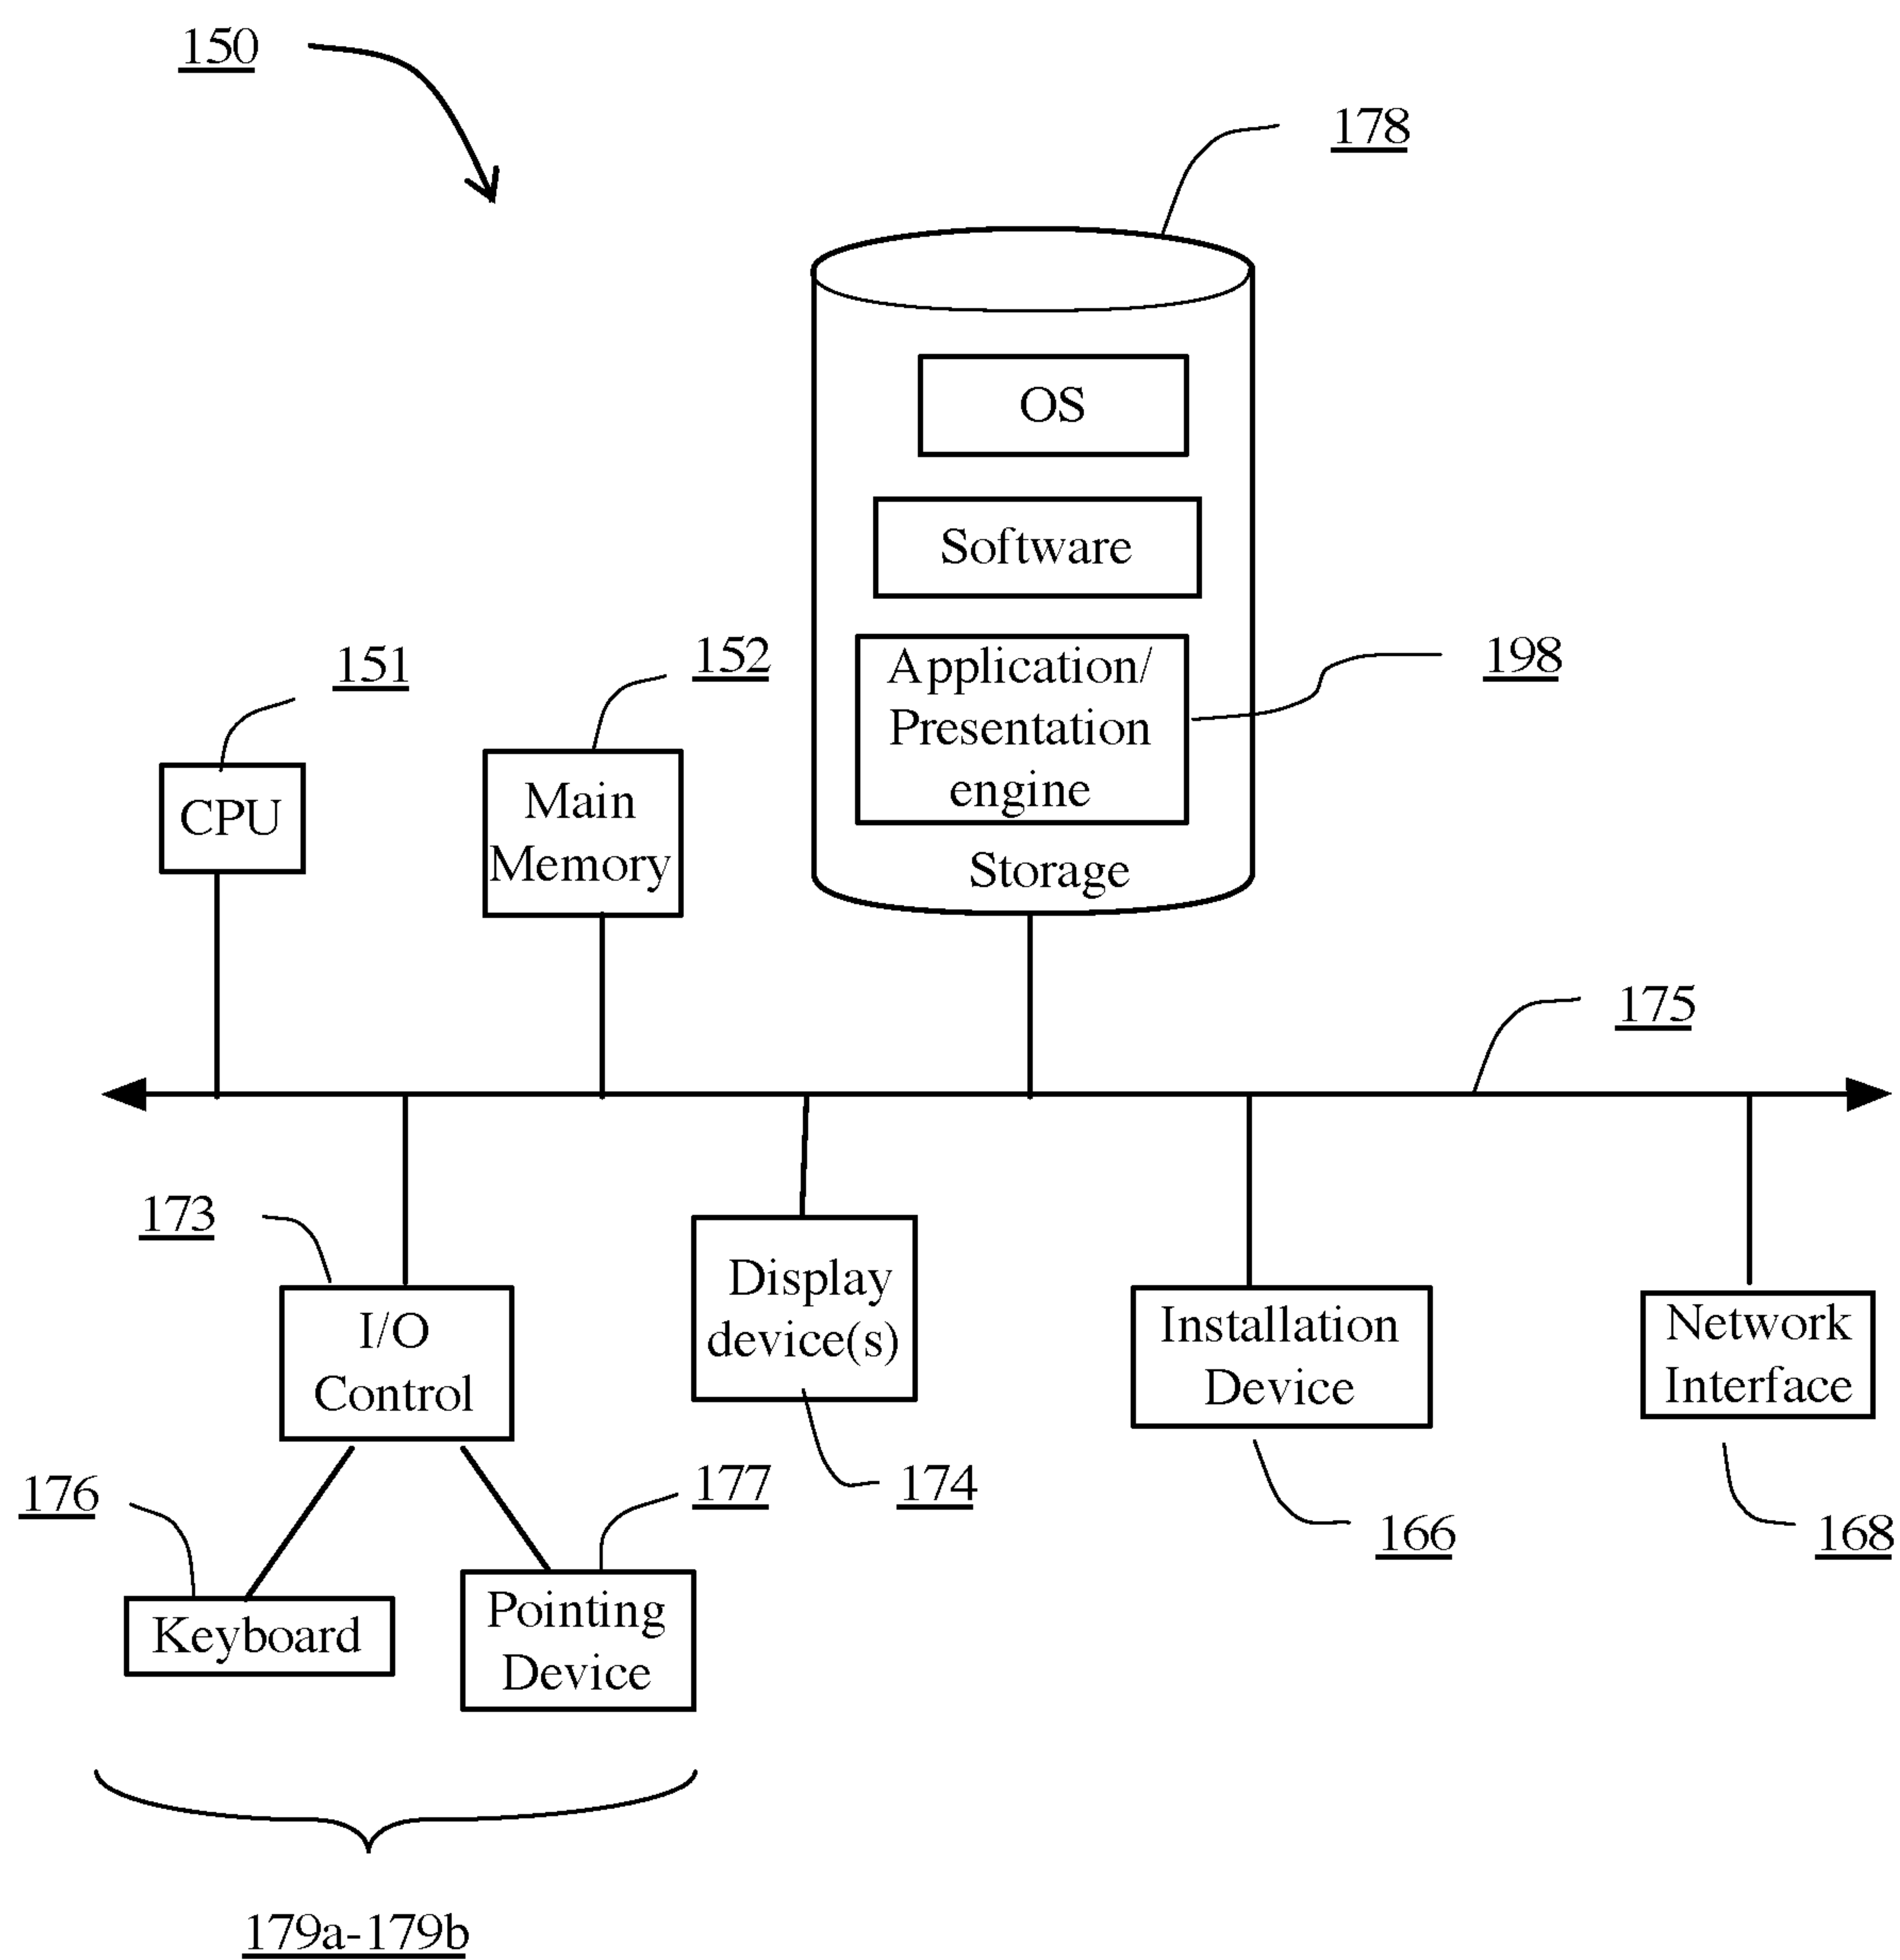 150
178
OS
Software
151
152
Application/
Presentation
engine
198
CPU
Main
Memory
Storage
175
173
Display
device(s)
I/O
Control
Installation
Device
Network
Interface
176
177
174
166
168
Keyboard
Pointing
Device
179a-179b